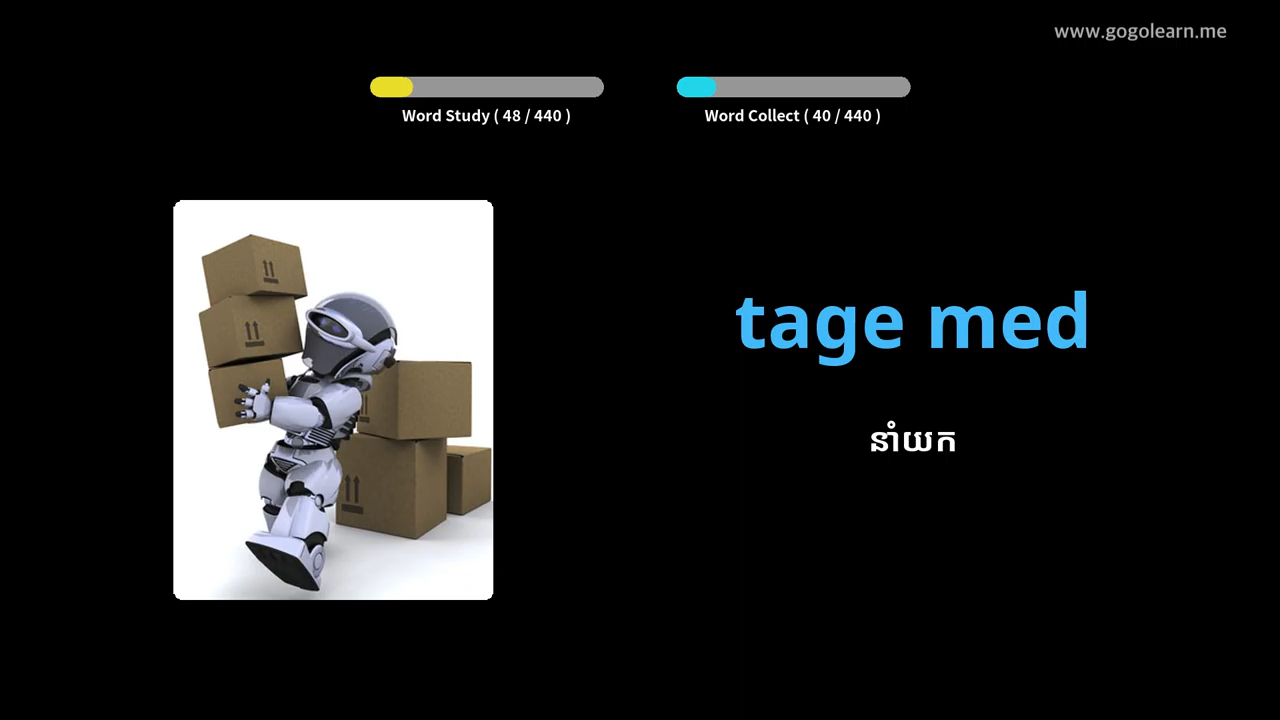 www.gogolearn.me
Word Study ( 48 / 440 )
Word Collect ( 40 / 440 )
tage med
នាំយក